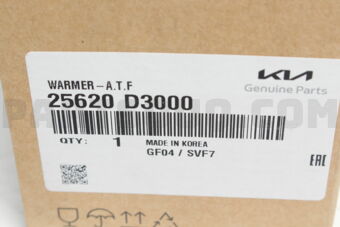 WARMER-A.T.F
KIA
25620 D3000
Genuine Parts
QTY: 1
MADE IN KOREA
GF04 / SVF7
EAC